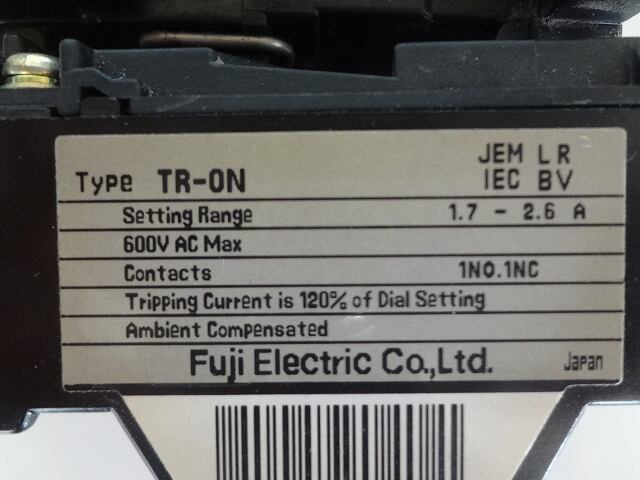 JEM LR
Type TR-0N IEC BV
Setting Range 1.7 - 2.6 A
600V AC Max
Contacts 1NO.1NC
Tripping Current is 120% of Dial Setting
Ambient Compensated
Fuji Electric Co.,Ltd. Japan